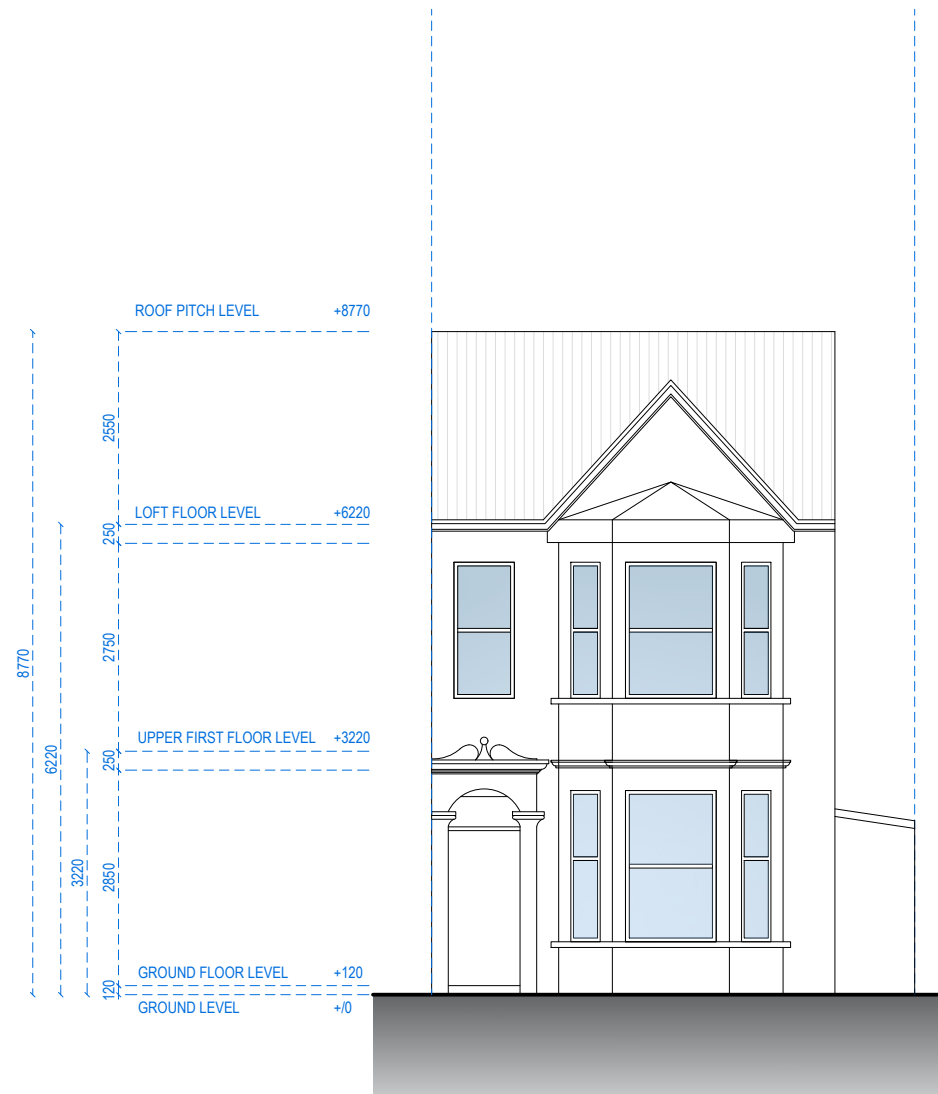 ROOF PITCH LEVEL +8770
2550
LOFT FLOOR LEVEL +6220
250
2750
8770
UPPER FIRST FLOOR LEVEL +3220
250
6220
3220
2850
GROUND FLOOR LEVEL +120
120
GROUND LEVEL +/0